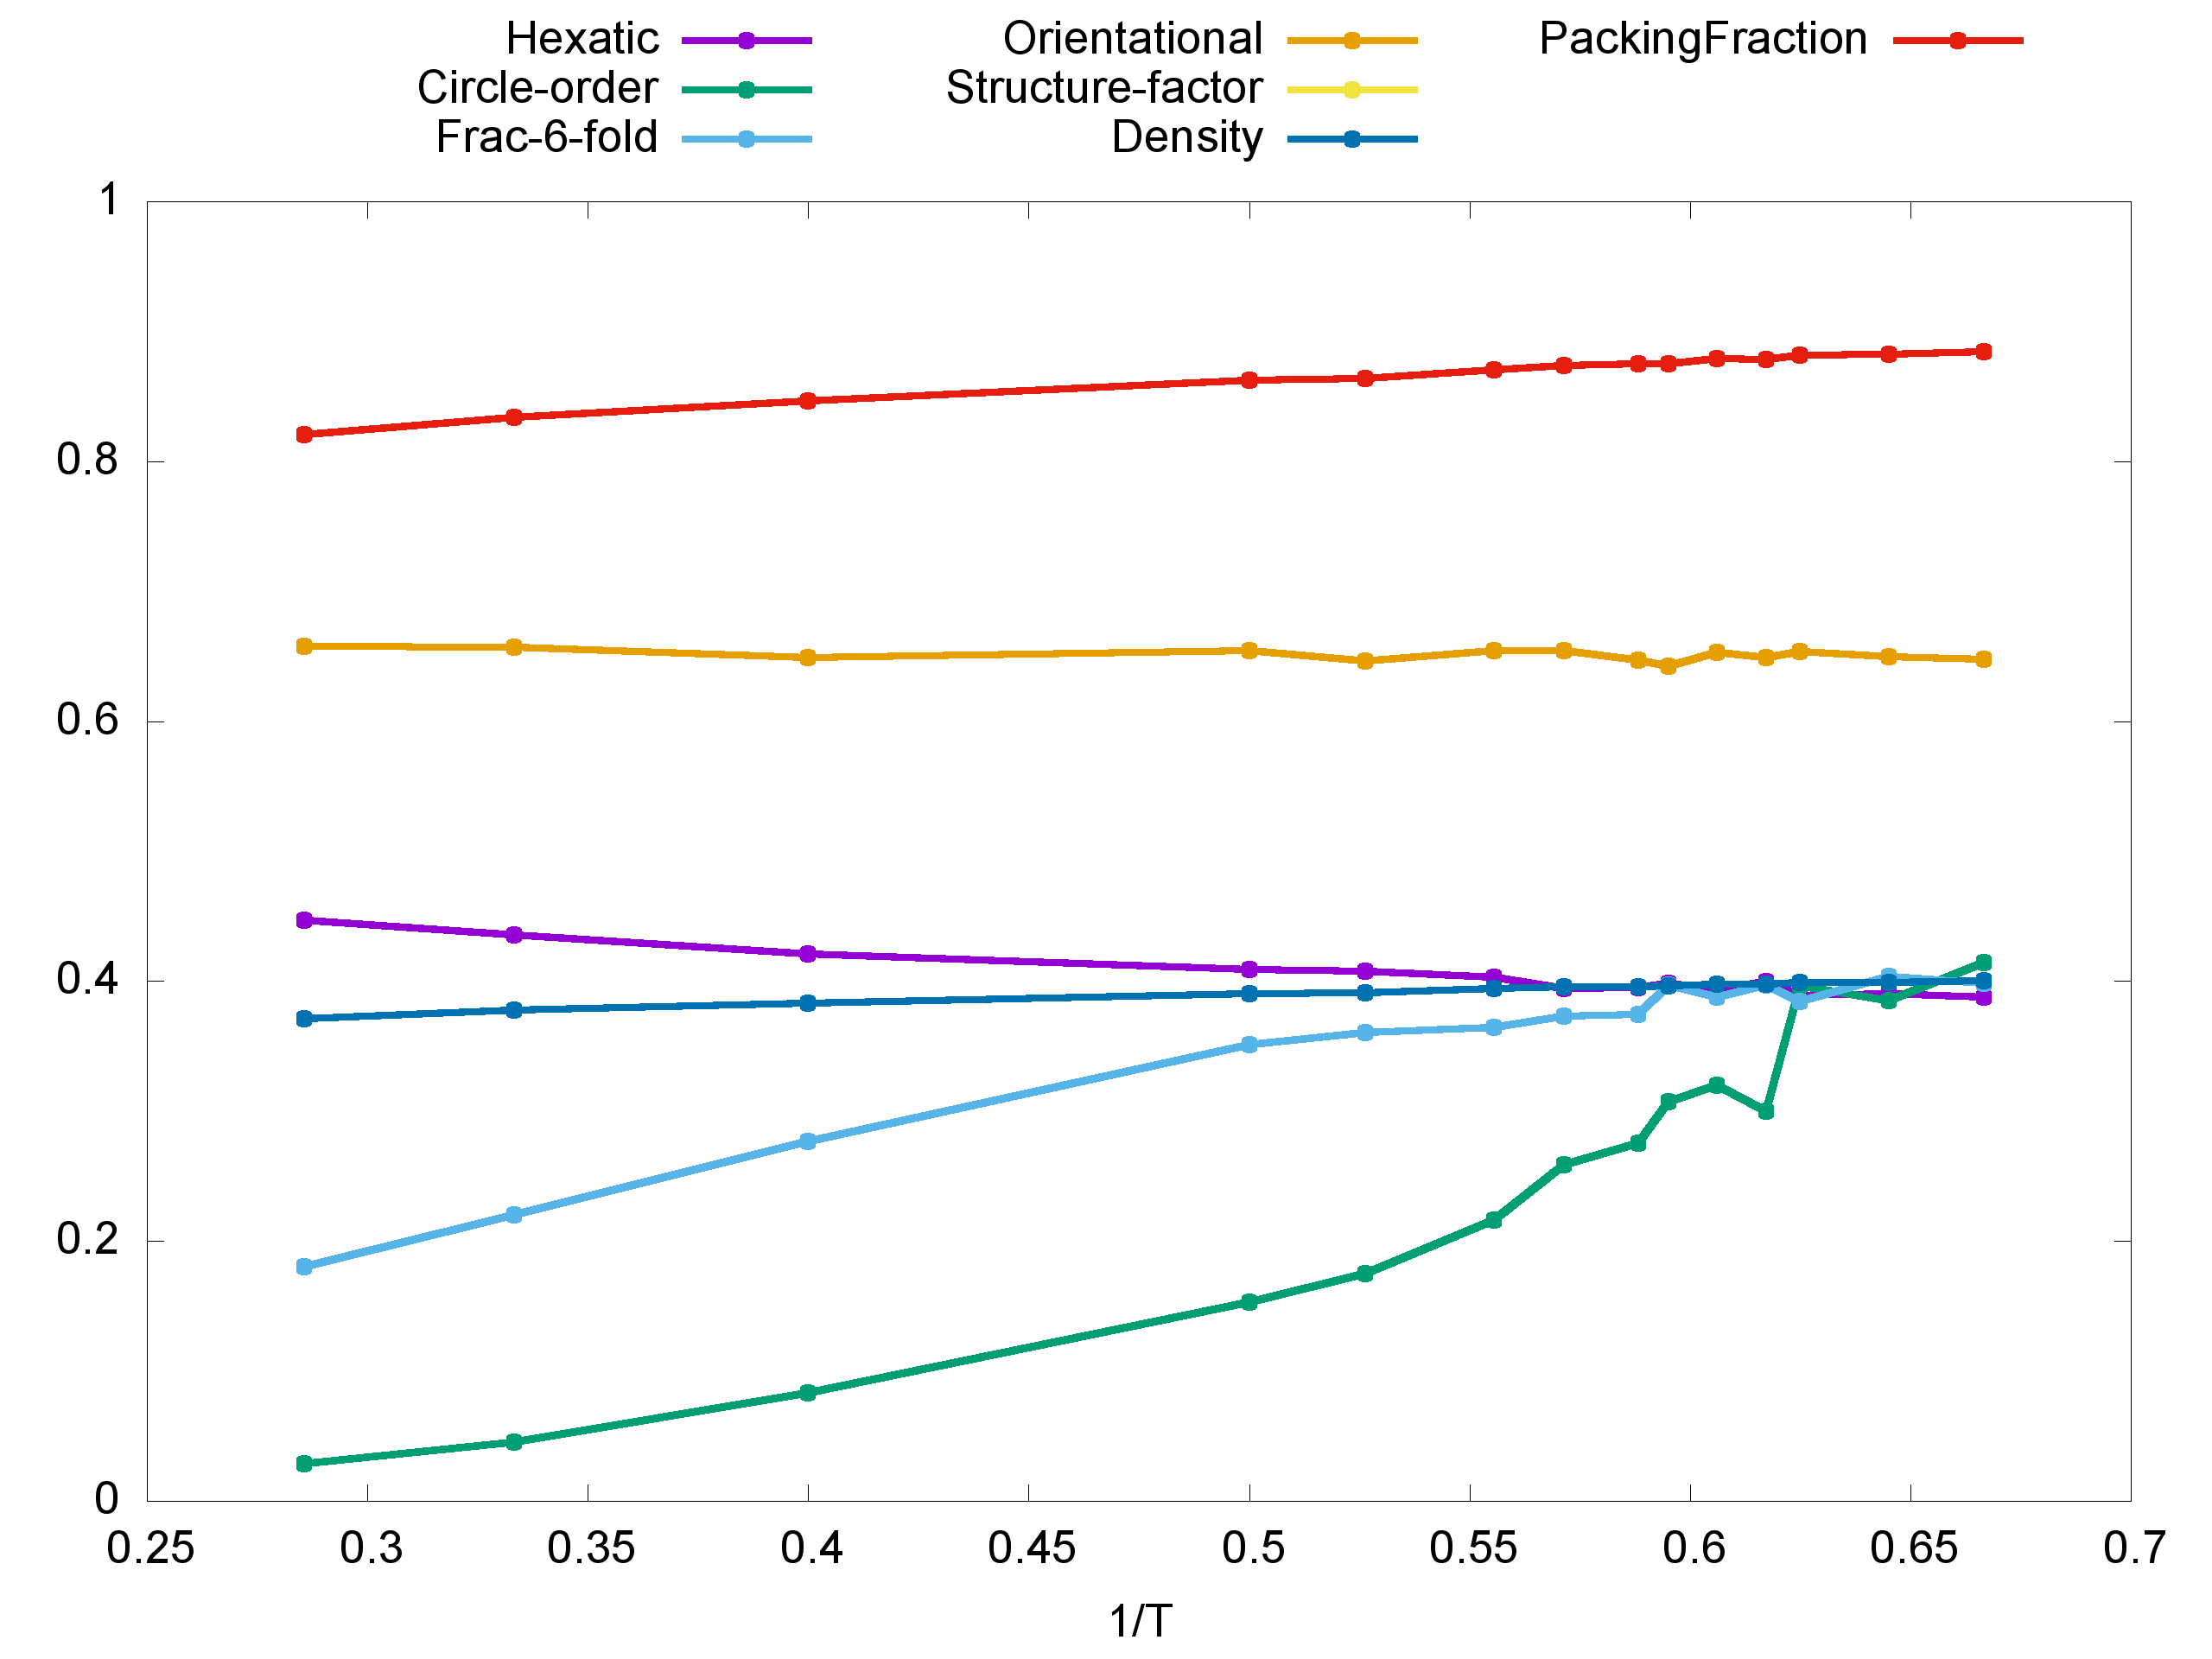 Hexatic
Circle-order
Frac-6-fold
Orientational
Structure-factor
Density
PackingFraction
1
0.8
0.6
0.4
0.2
0
0.25 0.3 0.35 0.4 0.45 0.5 0.55 0.6 0.65 0.7
1/T